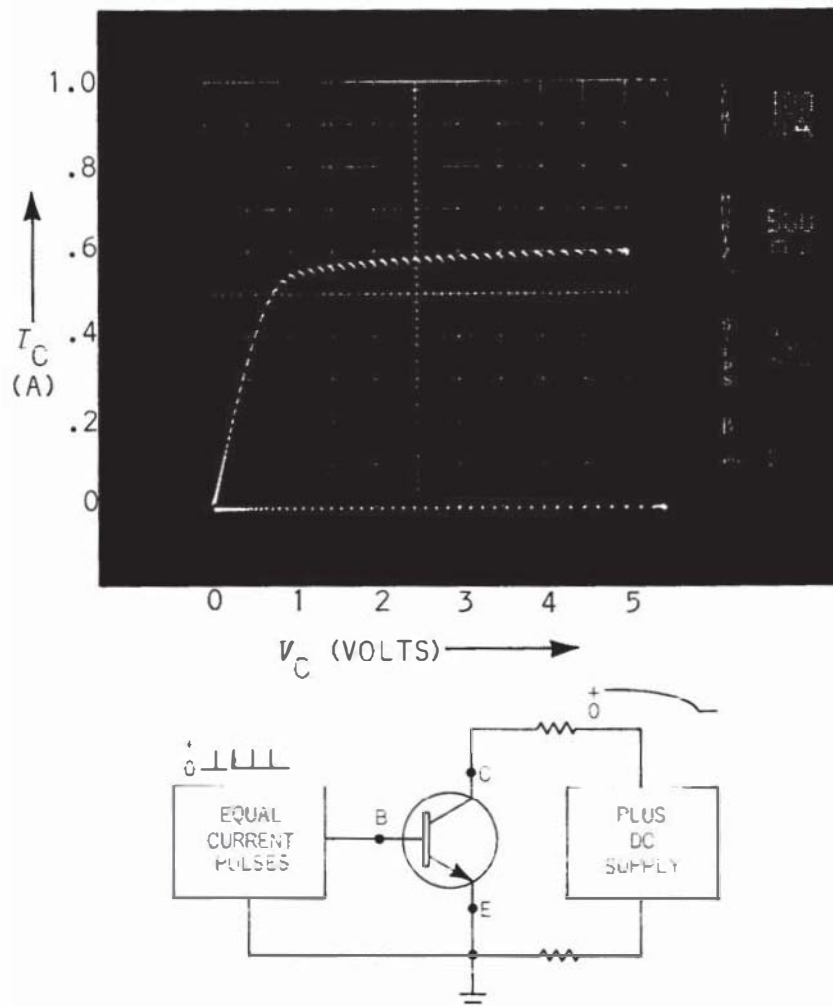 1.0
.8
.6
I_C
(A)
.4
.2
0
0 1 2 3 4 5
V_C (VOLTS)
+
0
0
C
B
E
EQUAL
CURRENT
PULSES
PLUS
DC
SUPPLY